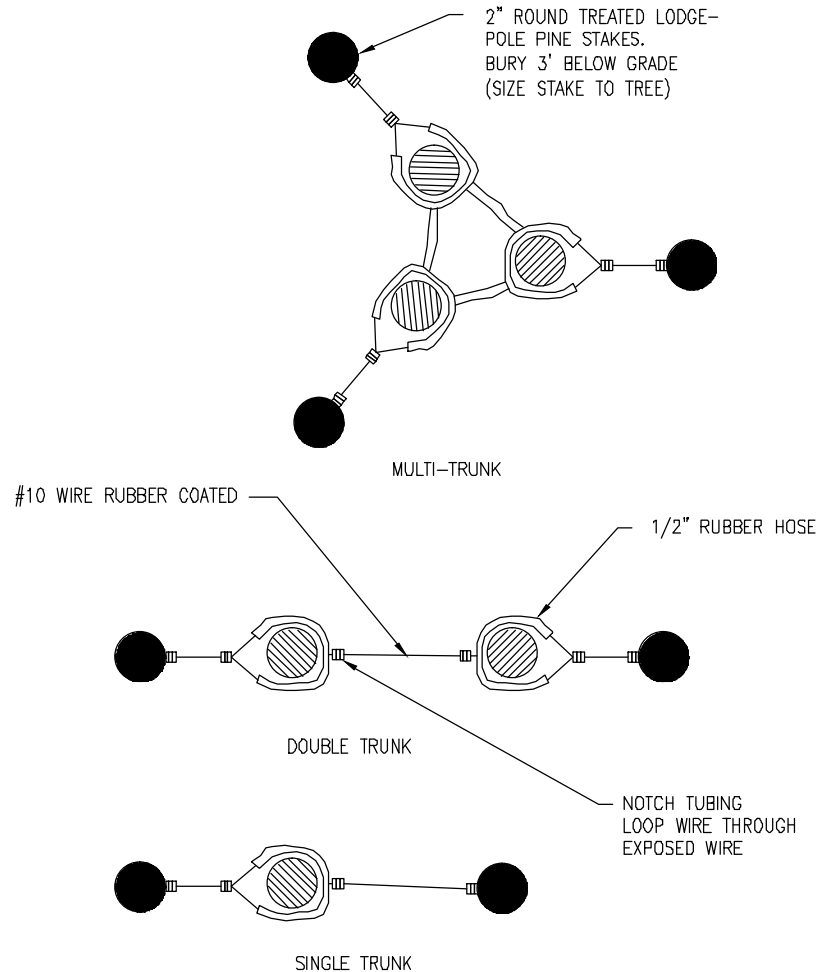 2" ROUND TREATED LODGE-
POLE PINE STAKES.
BURY 3' BELOW GRADE
(SIZE STAKE TO TREE)
MULTI-TRUNK
#10 WIRE RUBBER COATED
1/2" RUBBER HOSE
DOUBLE TRUNK
NOTCH TUBING
LOOP WIRE THROUGH
EXPOSED WIRE
SINGLE TRUNK